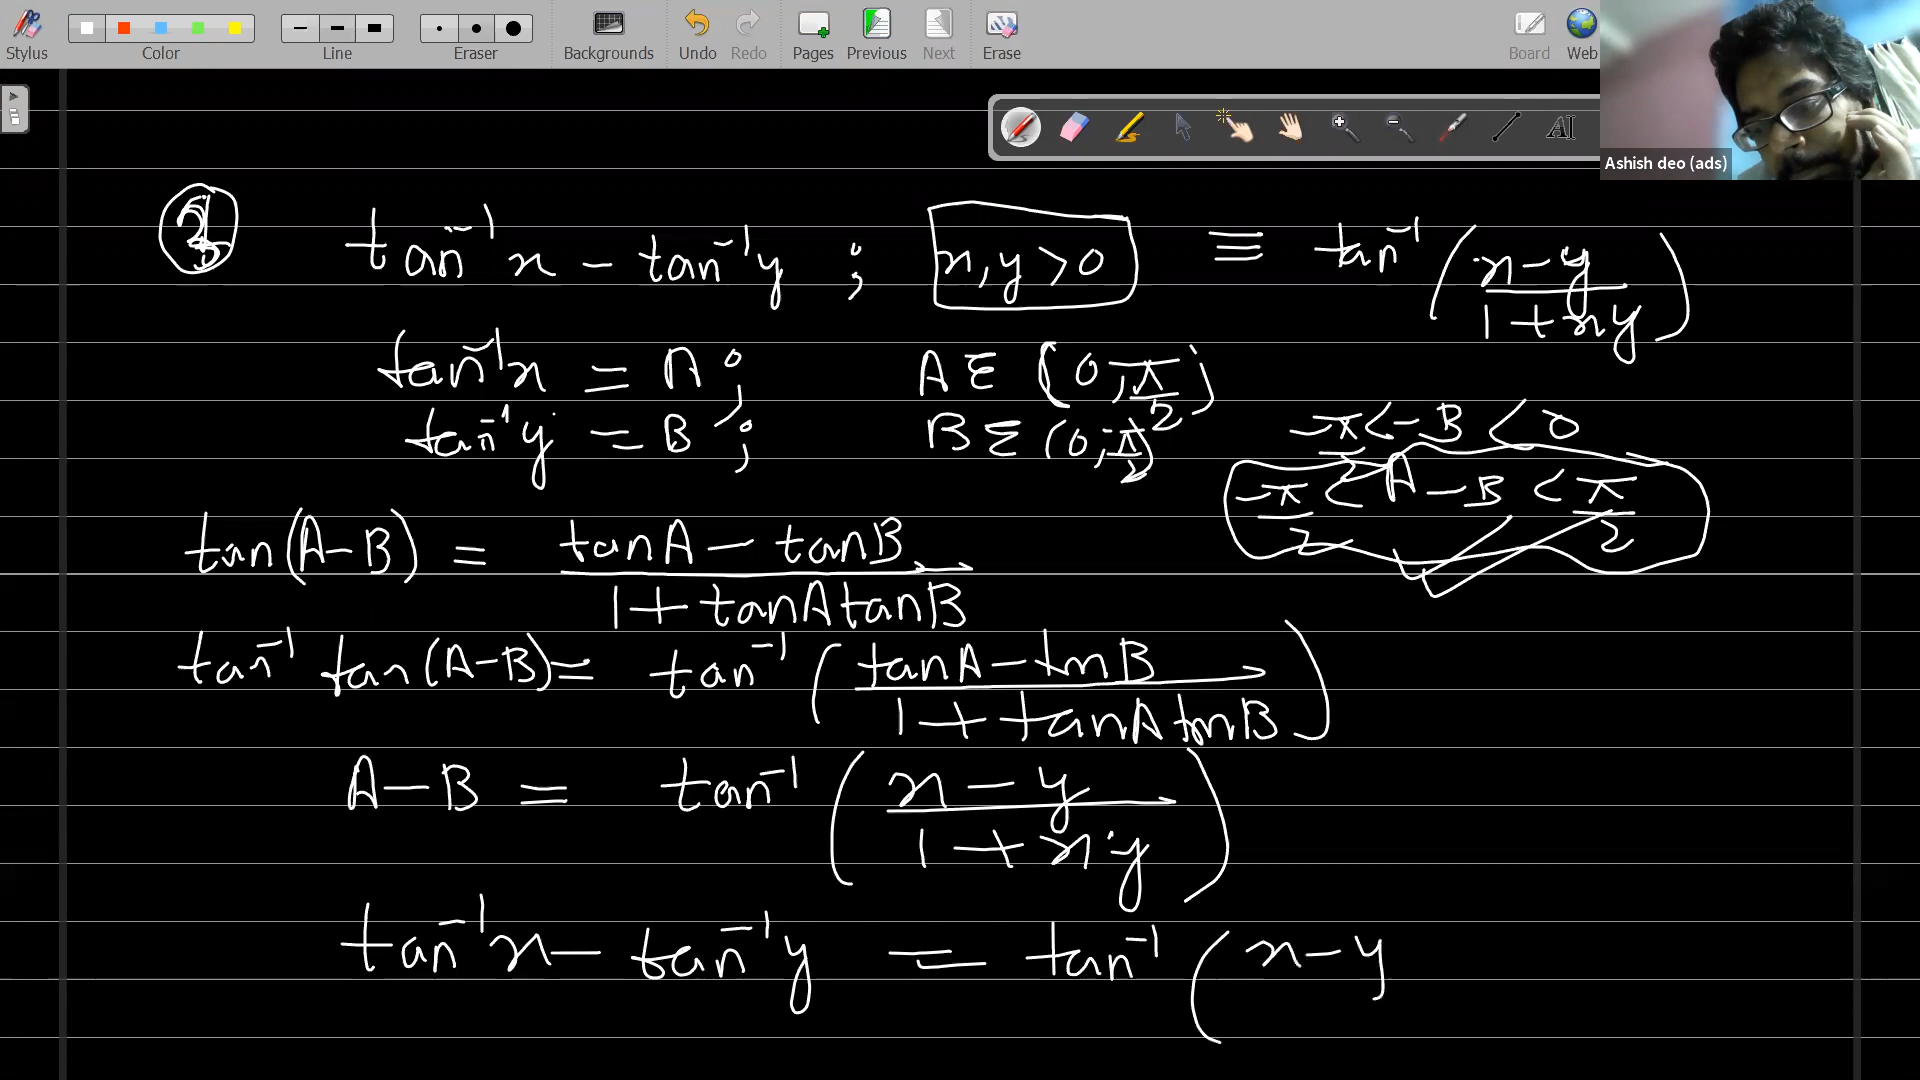 Stylus Color Line Eraser Backgrounds Undo Redo Pages Previous Next Erase Board Web
Ashish deo (ads)
tan⁻¹x − tan⁻¹y ; x, y > 0 ≡ tan⁻¹((x−y)/(1+xy))
tan⁻¹x = A ; A ∈ (0, π/2)
tan⁻¹y = B ; B ∈ (0, π/2)
−π/2 < −B < 0
−π/2 < A − B < π/2
tan(A−B) = (tanA − tanB)/(1 + tanA tanB)
tan⁻¹ tan(A−B) = tan⁻¹((tanA − tanB)/(1 + tanA tanB))
A − B = tan⁻¹((x − y)/(1 + xy))
tan⁻¹x − tan⁻¹y = tan⁻¹(x − y